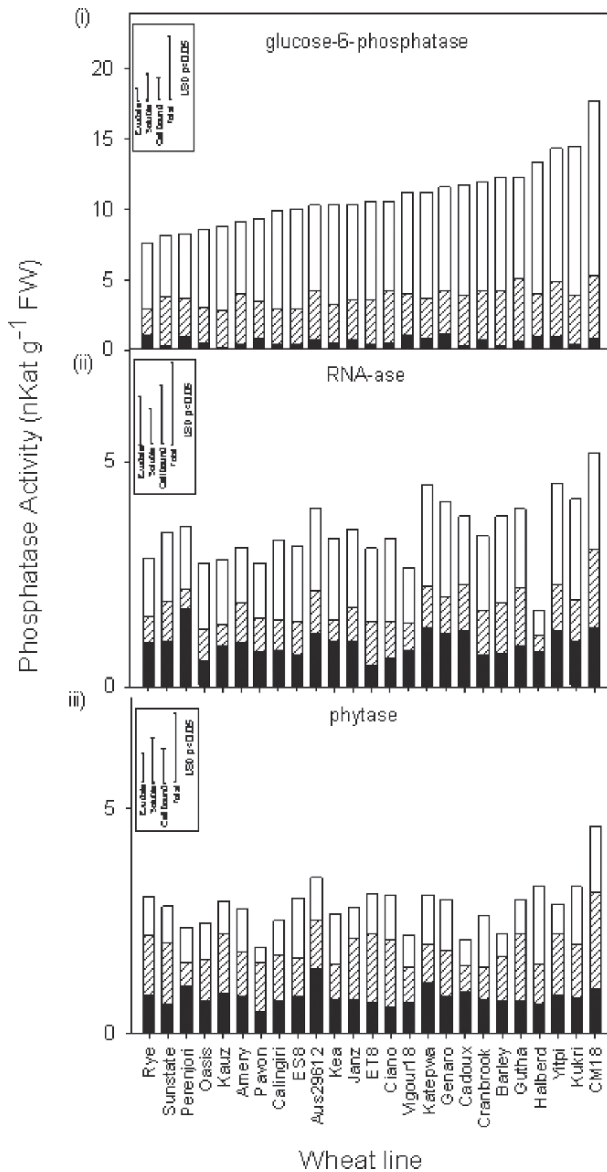 (i)
glucose-6-phosphatase
20
15
10
5
0
Exudate
Soluble
Cell Bound
Total
LSD p<0.05
(ii)
RNA-ase
5
0
Exudate
Soluble
Cell Bound
Total
LSD p<0.05
iii)
phytase
5
0
Exudate
Soluble
Cell Bound
Total
LSD p<0.05
Phosphatase Activity (nKat g⁻¹ FW)
Rye
Sunstate
Perenjori
Oasis
Kauz
Amery
Pavon
Calingiri
ES8
Aus29612
Kea
Janz
ET8
Ciano
Vigour18
Katepwa
Genaro
Cadoux
Cranbrook
Barley
Gutha
Halberd
Yitpi
Kukri
CM18
Wheat line